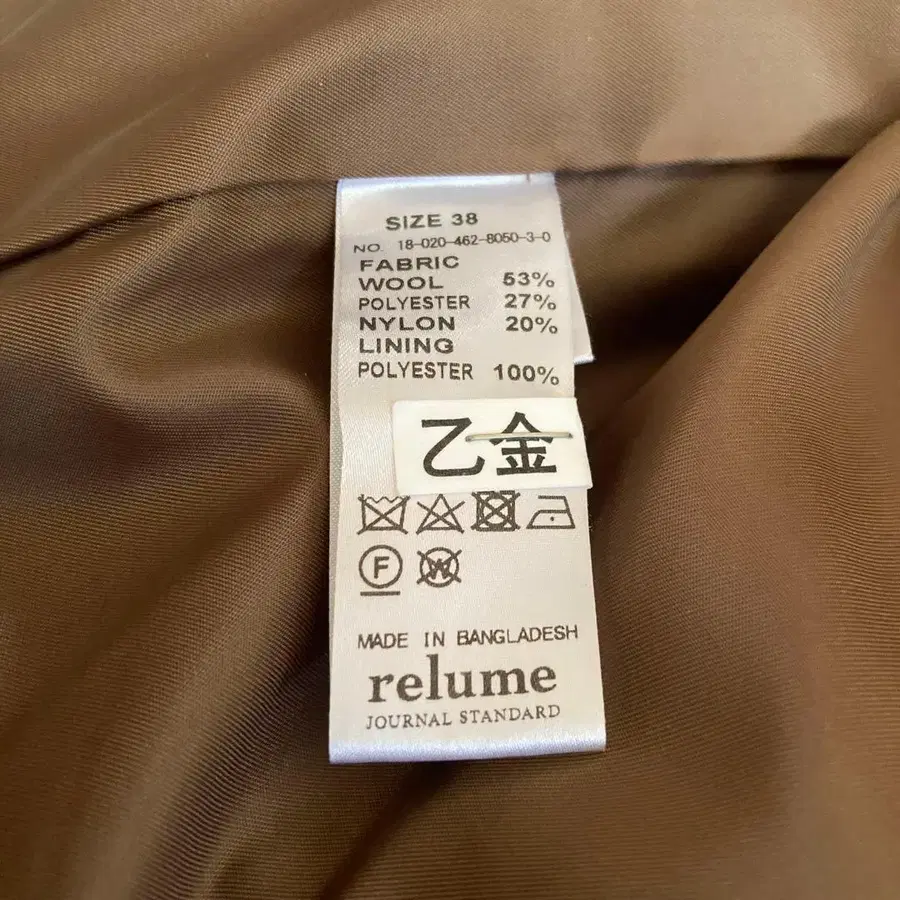 SIZE 38
NO. 18-020-462-8050-3-0
FABRIC
WOOL 53%
POLYESTER 27%
NYLON 20%
LINING
POLYESTER 100%
乙金
F W
MADE IN BANGLADESH
relume
JOURNAL STANDARD